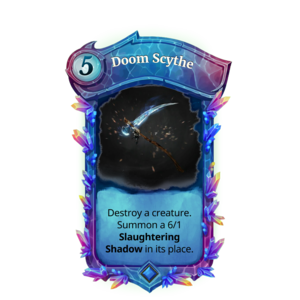 5
Doom Scythe
Destroy a creature.
Summon a 6/1
Slaughtering
Shadow in its place.